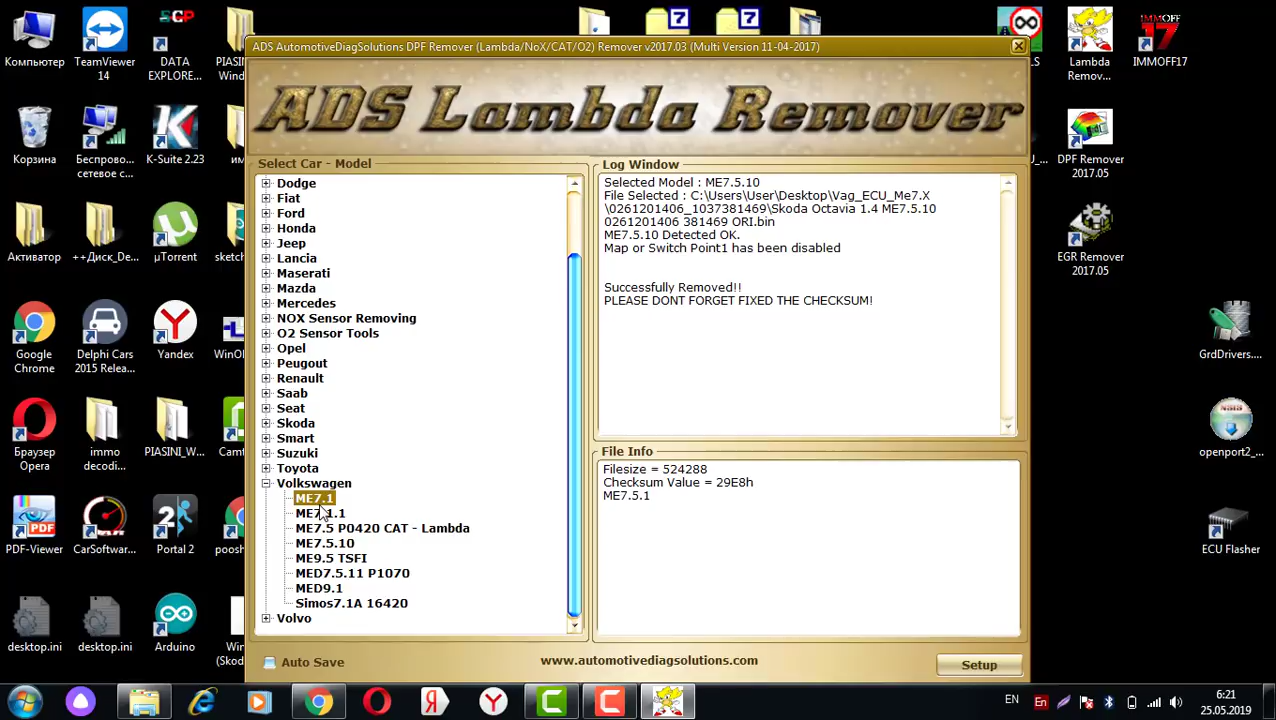 Компьютер
TeamViewer
14
DATA
EXPLORE...
ADS AutomotiveDiagSolutions DPF Remover (Lambda/NoX/CAT/O2) Remover v2017.03 (Multi Version 11-04-2017)
ADS Lambda Remover
Lambda
Remov...
IMMOFF17
Корзина
Беспрово...
сетевое с...
K-Suite 2.23
DPF Remover
2017.05
Активатор
++Диск_De...
µTorrent
EGR Remover
2017.05
Google
Chrome
Delphi Cars
2015 Relea...
Yandex
GrdDrivers....
Браузер
Opera
immo
decodi...
PIASINI_W...
openport2_...
PDF-Viewer
CarSoftwar...
Portal 2
ECU Flasher
desktop.ini
desktop.ini
Arduino
Select Car - Model
Dodge
Fiat
Ford
Honda
Jeep
Lancia
Maserati
Mazda
Mercedes
NOX Sensor Removing
O2 Sensor Tools
Opel
Peugout
Renault
Saab
Seat
Skoda
Smart
Suzuki
Toyota
Volkswagen
ME7.1
ME7.1.1
ME7.5 P0420 CAT - Lambda
ME7.5.10
ME9.5 TSFI
MED7.5.11 P1070
MED9.1
Simos7.1A 16420
Volvo
Log Window
Selected Model : ME7.5.10
File Selected : C:\Users\User\Desktop\Vag_ECU_Me7.X
\0261201406_1037381469\Skoda Octavia 1.4 ME7.5.10
0261201406 381469 ORI.bin
ME7.5.10 Detected OK.
Map or Switch Point1 has been disabled
Successfully Removed!!
PLEASE DONT FORGET FIXED THE CHECKSUM!
File Info
Filesize = 524288
Checksum Value = 29E8h
ME7.5.1
Auto Save
www.automotivediagsolutions.com
Setup
EN
6:21
25.05.2019